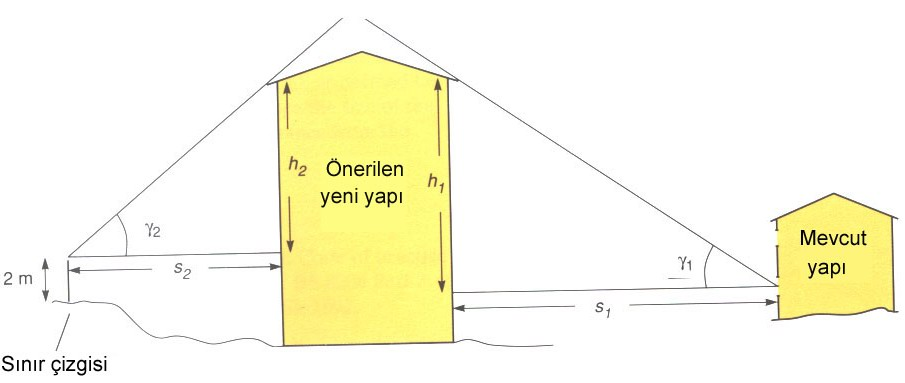 h2
Önerilen
yeni yapı
h1
γ2
s2
2 m
γ1
Mevcut
yapı
s1
Sınır çizgisi